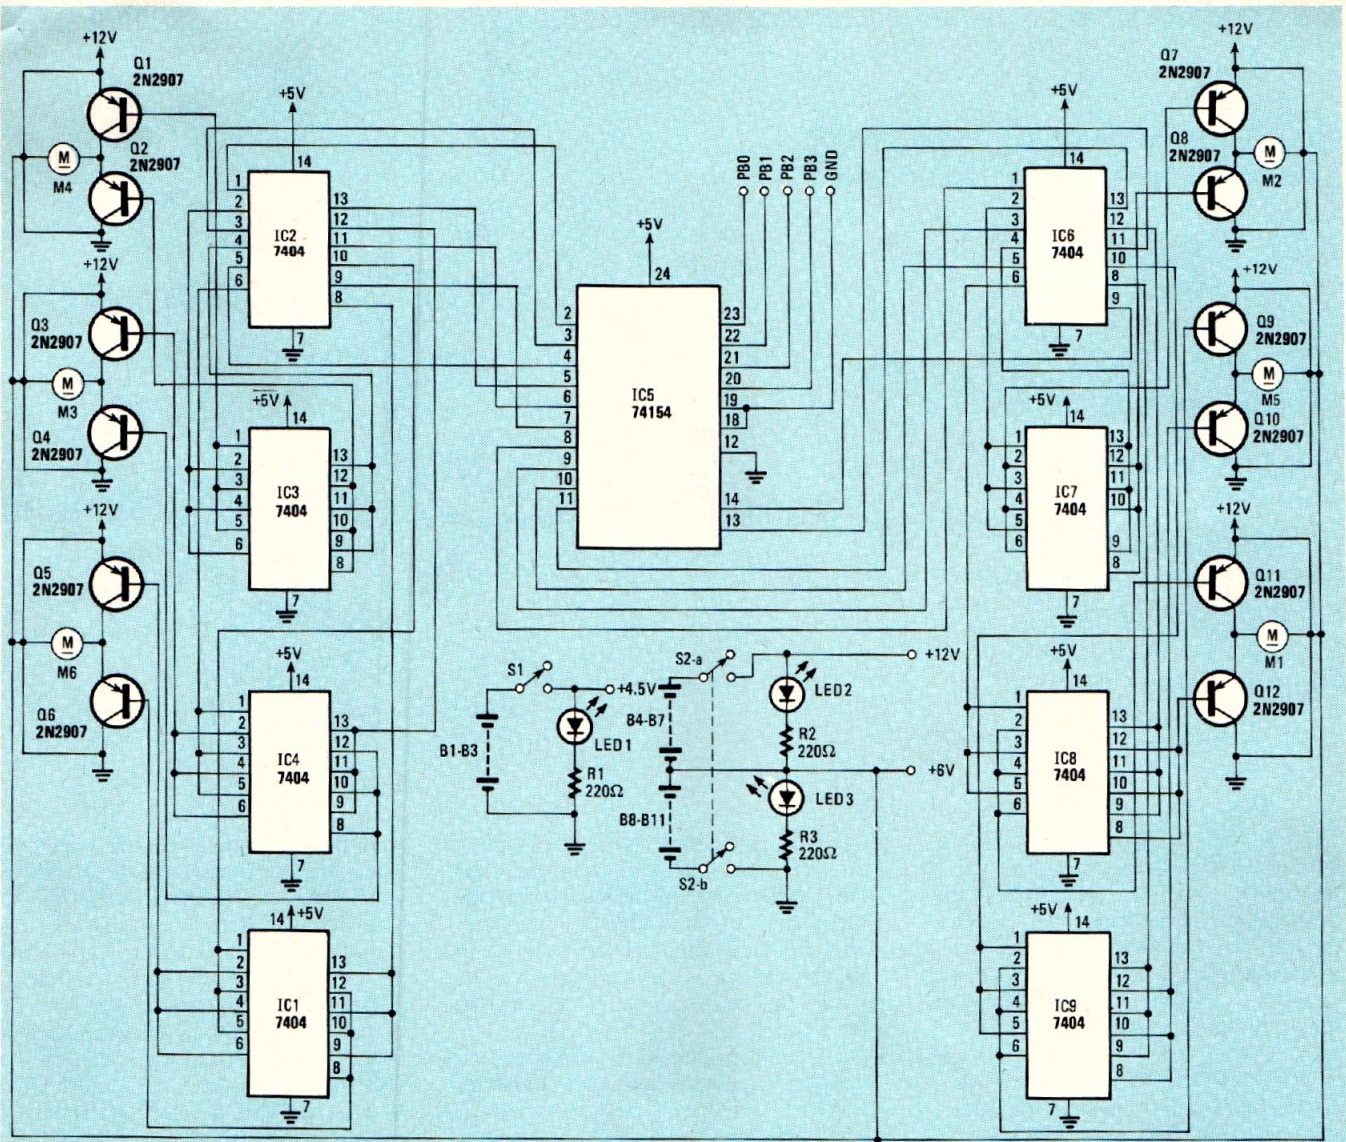 +12V
Q1
2N2907
Q2
2N2907
M
M4
+12V
Q3
2N2907
M
M3
Q4
2N2907
+12V
Q5
2N2907
M
M6
Q6
2N2907
+5V
14
1
2
3
4
5
6
IC2
7404
13
12
11
10
9
8
7
+5V
14
1
2
3
4
5
6
IC3
7404
13
12
11
10
9
8
7
+5V
14
1
2
3
4
5
6
IC4
7404
13
12
11
10
9
8
7
14
+5V
1
2
3
4
5
6
IC1
7404
13
12
11
10
9
8
7
PB0
PB1
PB2
PB3
GND
+5V
24
2
3
4
5
6
7
8
9
10
11
IC5
74154
23
22
21
20
19
18
12
14
13
S1
+4.5V
B1-B3
LED1
R1
220Ω
S2-a
B4-B7
B8-B11
S2-b
+12V
LED2
R2
220Ω
+6V
LED3
R3
220Ω
+5V
14
1
2
3
4
5
6
IC6
7404
13
12
11
10
8
9
7
+5V
14
1
2
3
4
5
6
IC7
7404
13
12
11
10
9
8
7
+5V
14
1
2
3
4
5
6
IC8
7404
13
12
11
10
9
8
7
+5V
14
1
2
3
4
5
6
IC9
7404
13
12
11
10
9
8
7
+12V
Q7
2N2907
Q8
2N2907
M
M2
+12V
Q9
2N2907
M
M5
Q10
2N2907
+12V
Q11
2N2907
M
M1
Q12
2N2907